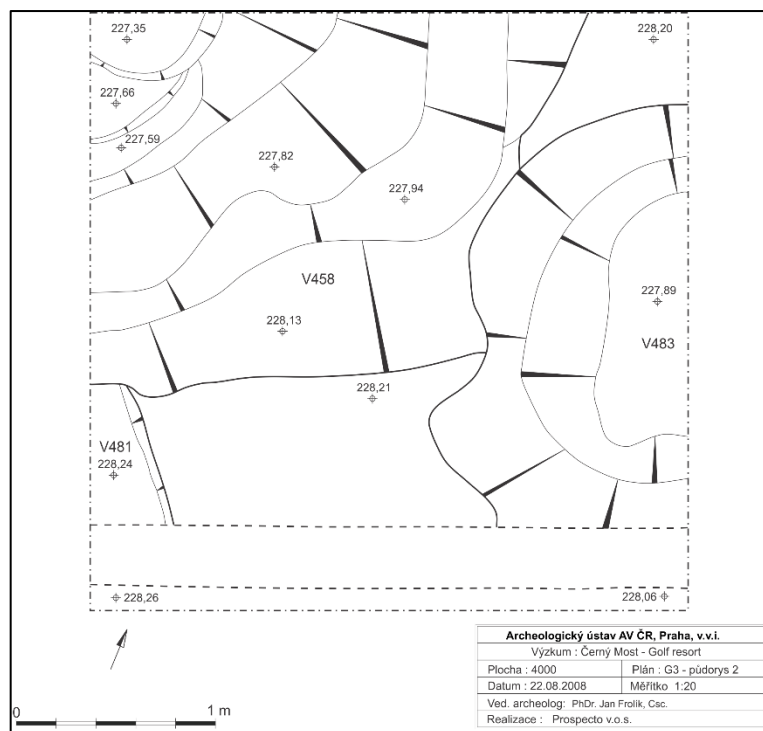 227,35
228,20
227,66
227,59
227,82
227,94
V458
227,89
228,13
V483
228,21
V481
228,24
228,26
228,06
Archeologický ústav AV ČR, Praha, v.v.i.
Výzkum : Černý Most - Golf resort
Plocha : 4000 Plán : G3 - půdorys 2
Datum : 22.08.2008 Měřítko 1:20
Ved. archeolog: PhDr. Jan Frolík, Csc.
Realizace : Prospecto v.o.s.
0 1 m